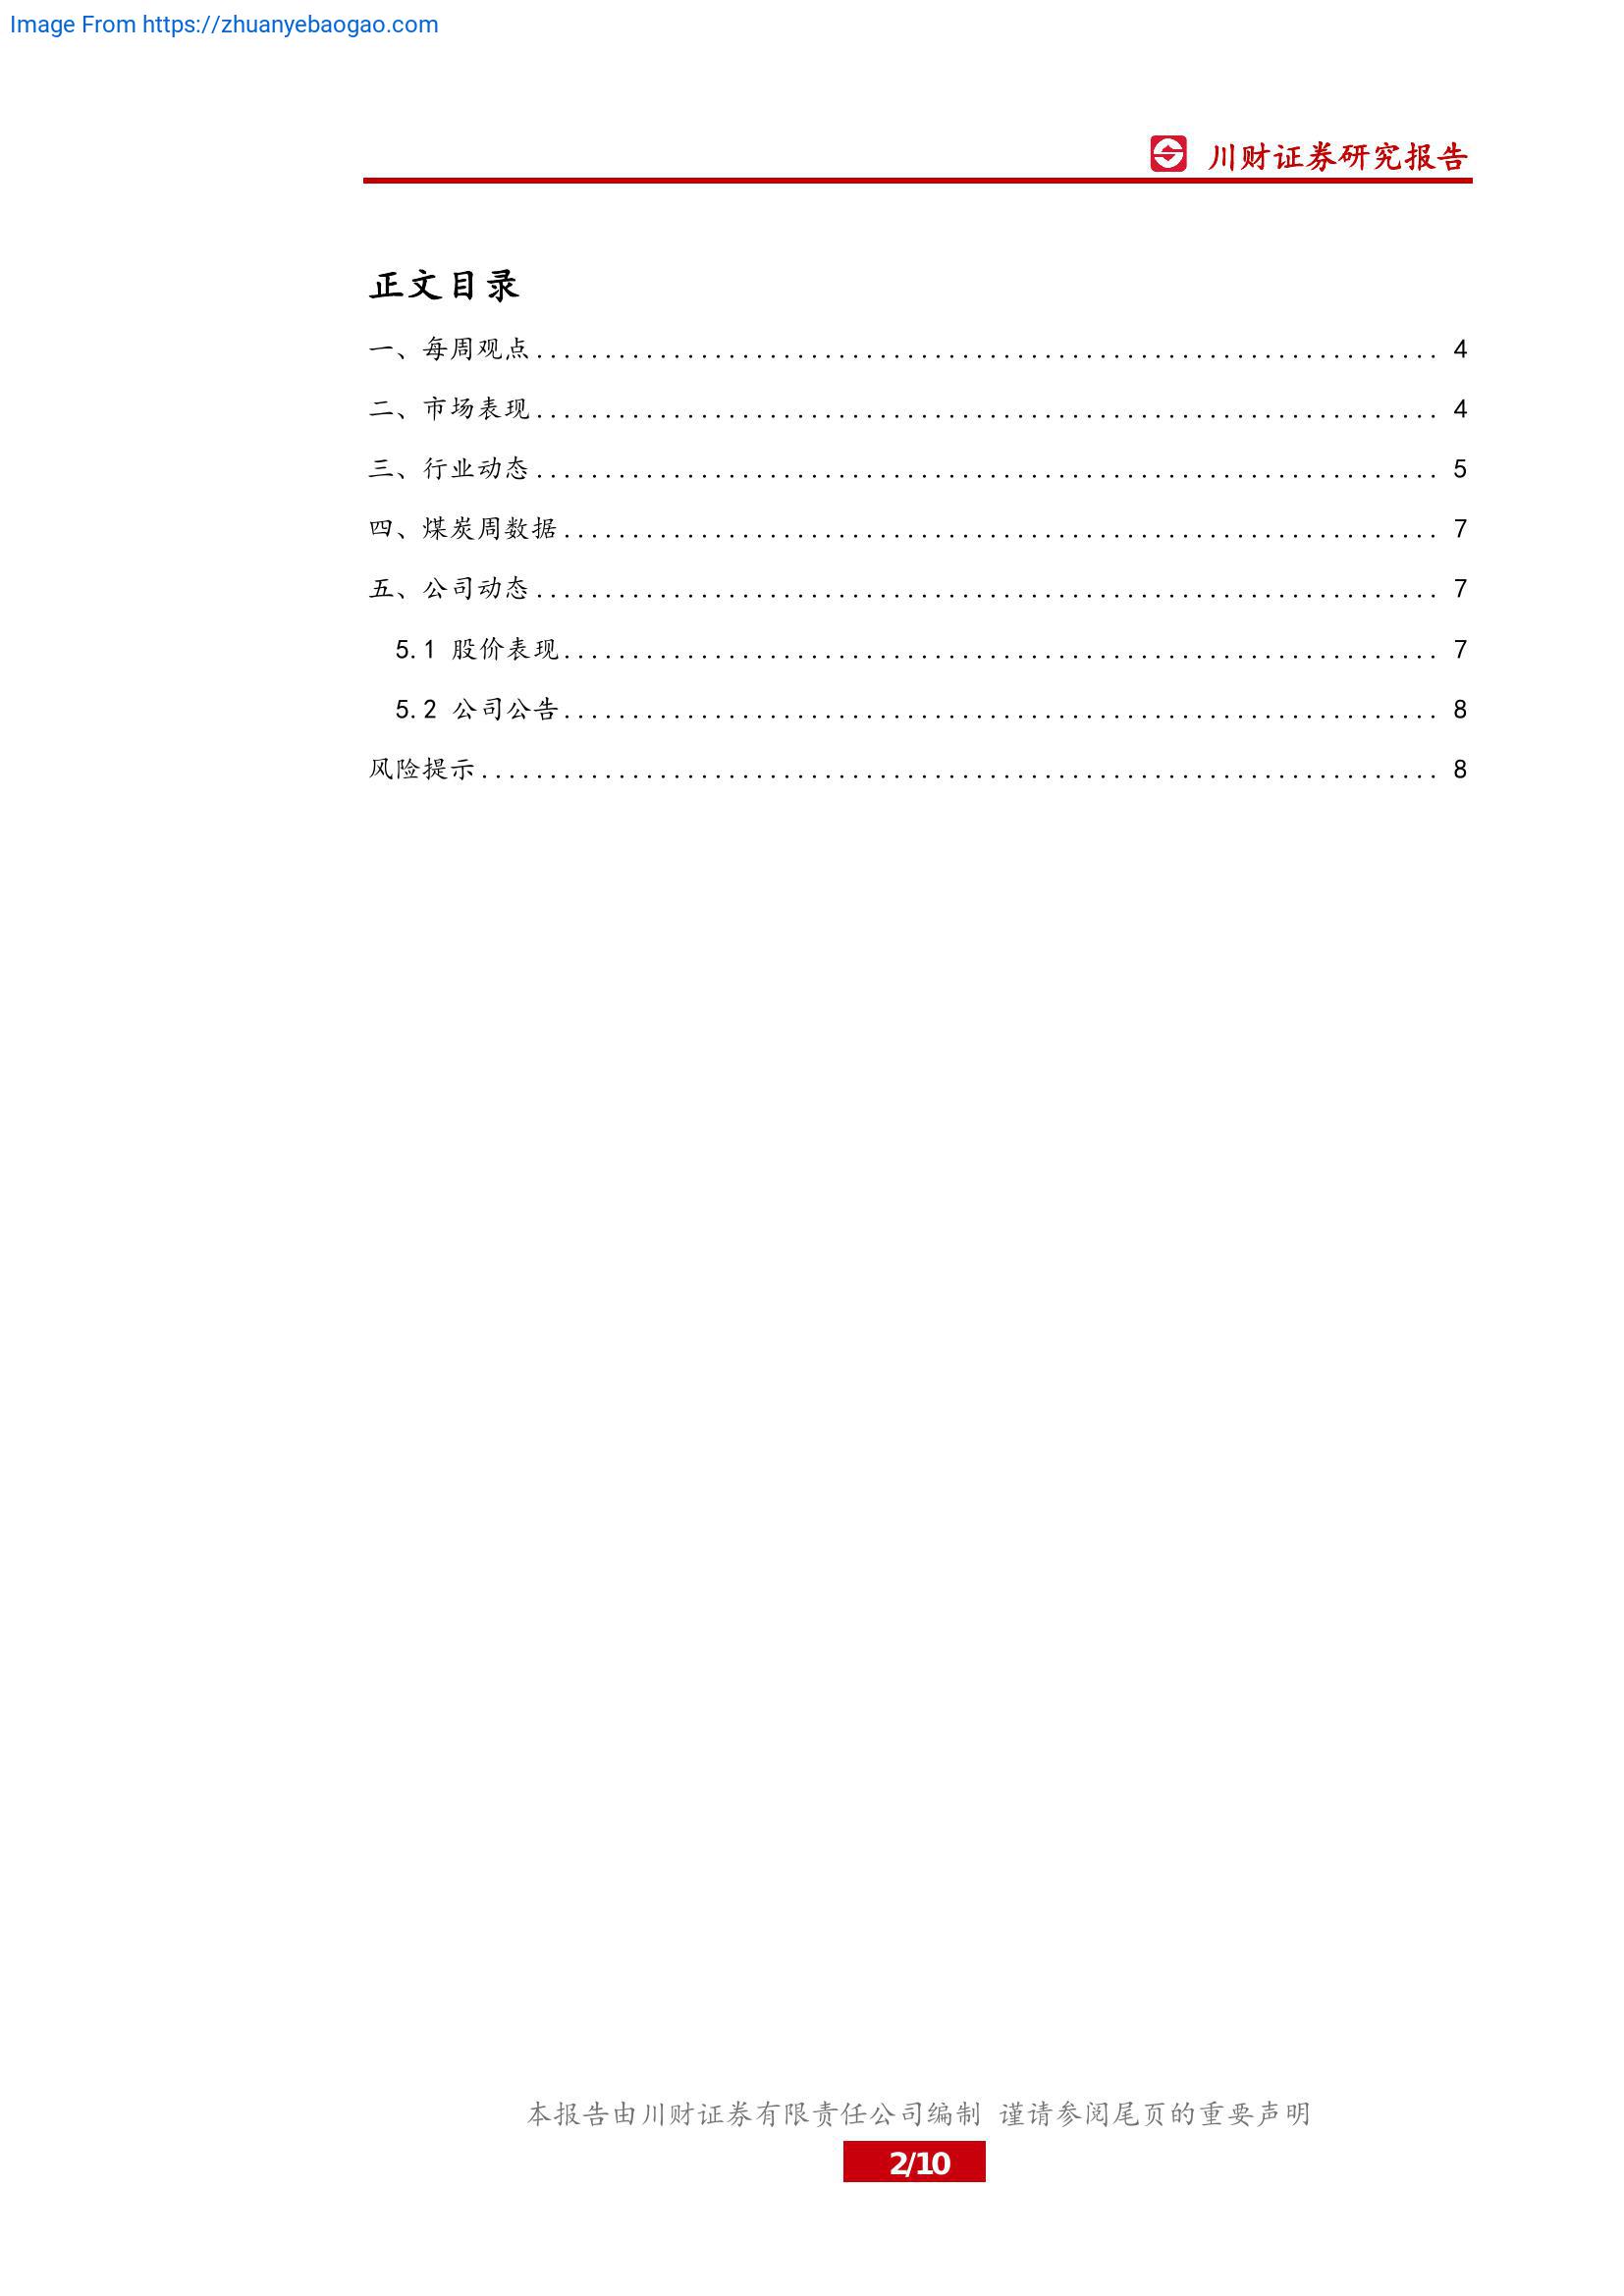 Image From https://zhuanyebaogao.com
川财证券研究报告
正文目录
一、每周观点.................................................................. 4
二、市场表现.................................................................. 4
三、行业动态.................................................................. 5
四、煤炭周数据................................................................ 7
五、公司动态.................................................................. 7
5.1 股价表现................................................................ 7
5.2 公司公告................................................................ 8
风险提示...................................................................... 8
本报告由川财证券有限责任公司编制 谨请参阅尾页的重要声明
2/10